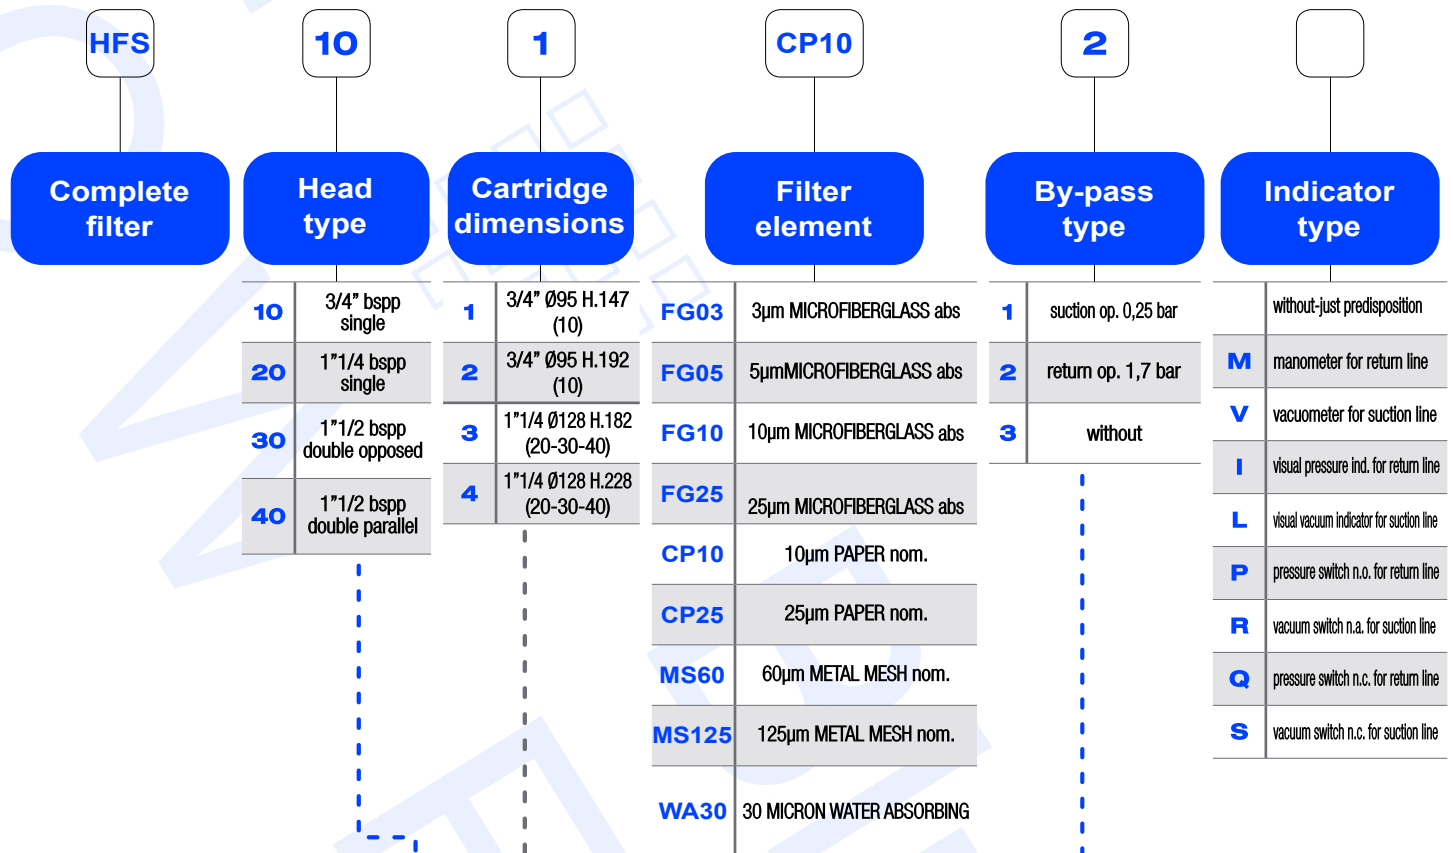 HFS
10
1
CP10
2
Complete
filter
Head
type
Cartridge
dimensions
Filter
element
By-pass
type
Indicator
type
10
3/4” bspp
single
20
1”1/4 bspp
single
30
1”1/2 bspp
double opposed
40
1”1/2 bspp
double parallel
1
3/4” Ø95 H.147
(10)
2
3/4” Ø95 H.192
(10)
3
1”1/4 Ø128 H.182
(20-30-40)
4
1”1/4 Ø128 H.228
(20-30-40)
FG03
3µm MICROFIBERGLASS abs
FG05
5µmMICROFIBERGLASS abs
FG10
10µm MICROFIBERGLASS abs
FG25
25µm MICROFIBERGLASS abs
CP10
10µm PAPER nom.
CP25
25µm PAPER nom.
MS60
60µm METAL MESH nom.
MS125
125µm METAL MESH nom.
WA30
30 MICRON WATER ABSORBING
1
suction op. 0,25 bar
2
return op. 1,7 bar
3
without
without-just predisposition
M
manometer for return line
V
vacuometer for suction line
I
visual pressure ind. for return line
L
visual vacuum indicator for suction line
P
pressure switch n.o. for return line
R
vacuum switch n.a. for suction line
Q
pressure switch n.c. for return line
S
vacuum switch n.c. for suction line